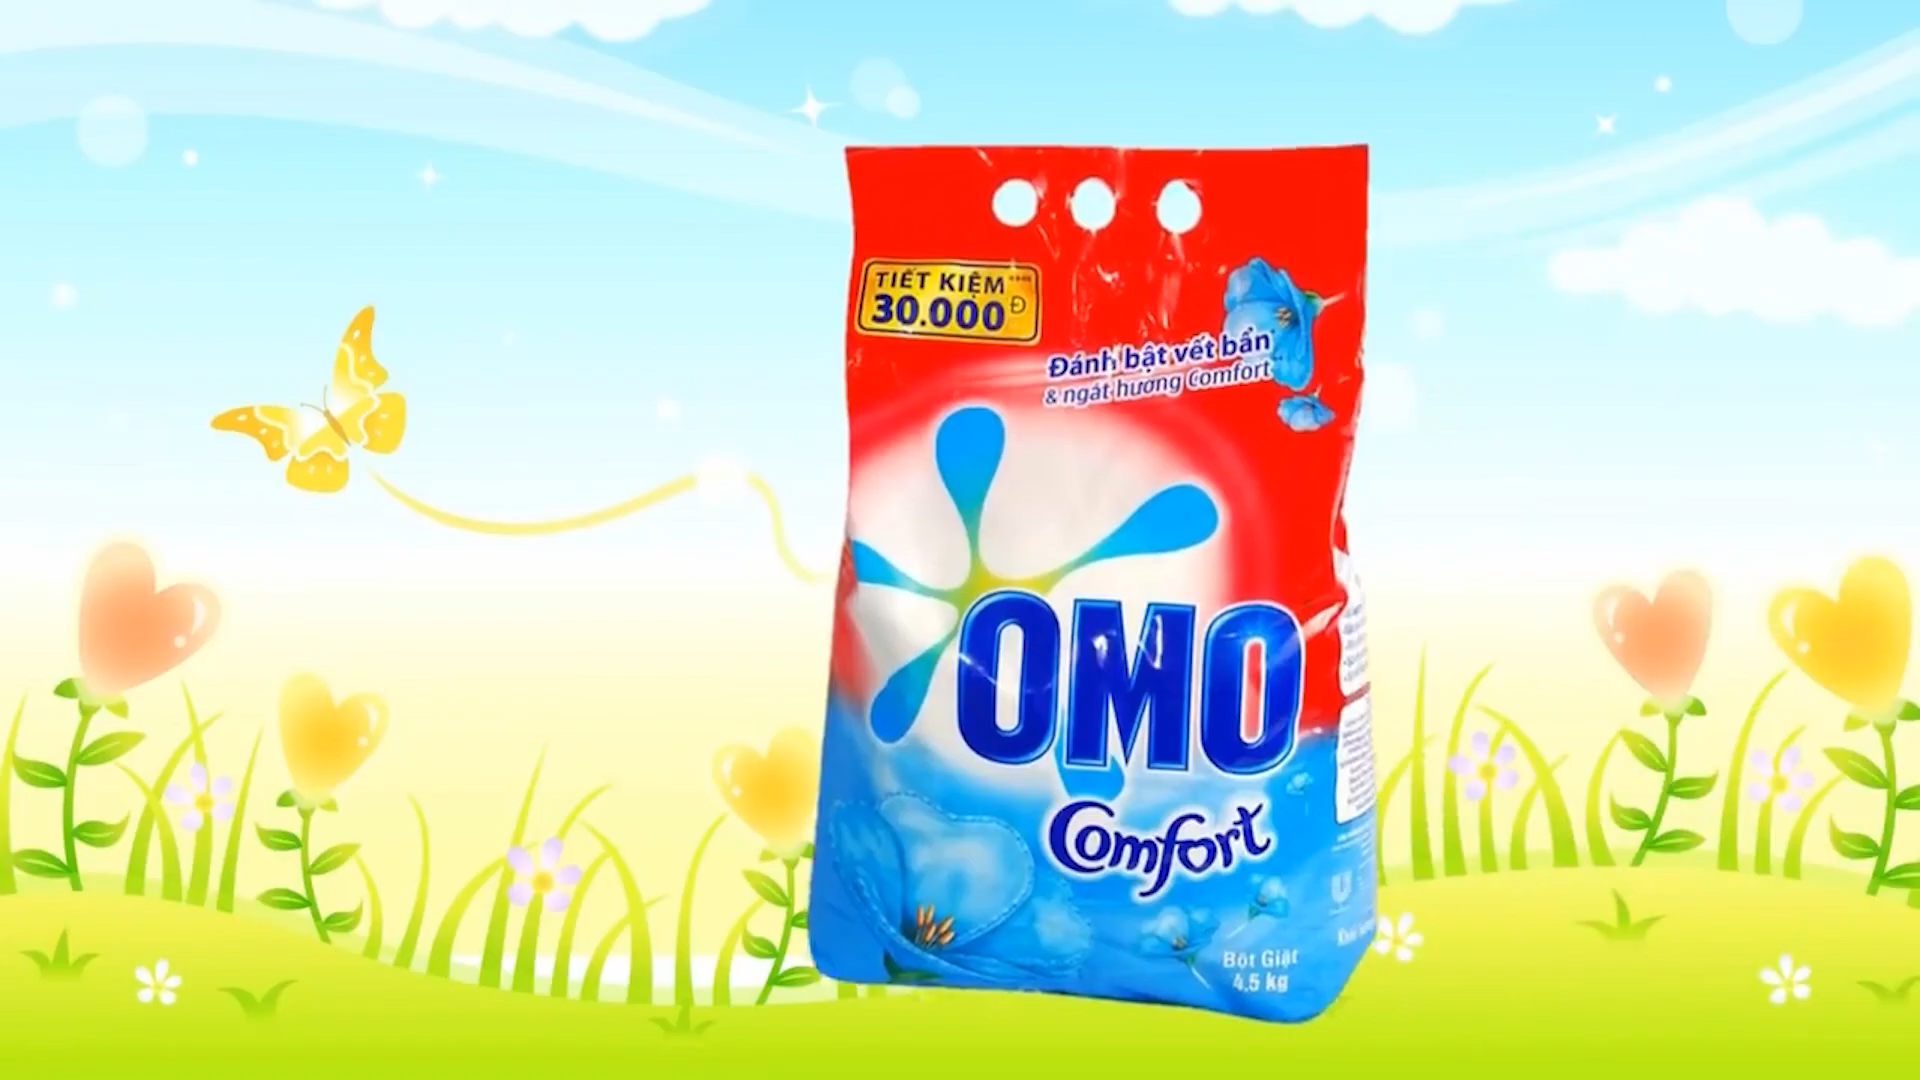 TIẾT KIỆM
30.000Đ
Đánh bật vết bẩn
& ngát hương Comfort
OMO
Comfort
Bột Giặt
4.5 kg